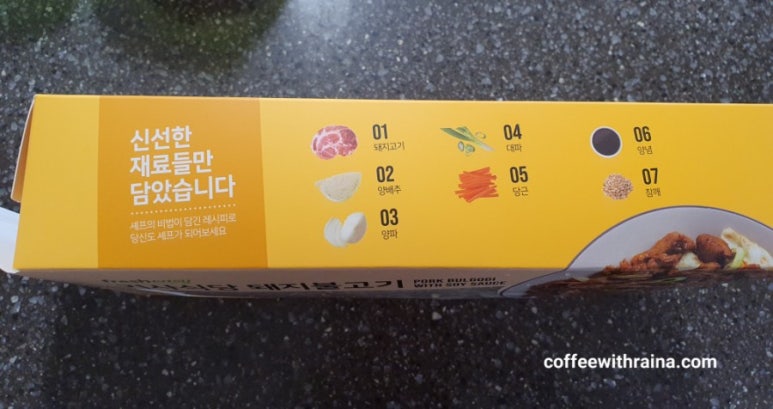 신선한
재료들만
담았습니다
셰프의 비법이 담긴 레시피로
당신도 셰프가 되어보세요
01
돼지고기
02
양배추
03
양파
04
대파
05
당근
06
양념
07
참깨
돼지불고기
PORK BULGOGI
WITH SOY SAUCE
coffeewithraina.com